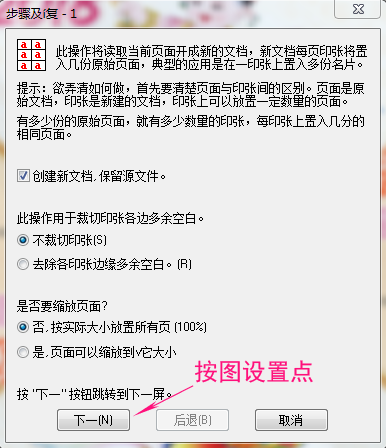 步骤及i复 - 1
a a
a a
a a
此操作将读取当前页面开成新的文档，新文档每页印张将置
入几份原始页面，典型的应用是在一印张上置入多份名片。
提示：欲弄清如何做，首先要清楚页面与印张间的区别。页面是原
始文档，印张是新建的文档，印张上可以放置一定数量的页面。
有多少份的原始页面，就有多少数量的印张，每印张上置入几分的
相同页面。
创建新文档，保留源文件。
此操作用于裁切印张各边多余空白。
不裁切印张(S)
去除各印张边缘多余空白。(R)
是否要缩放页面？
否，按实际大小放置所有页 (100%)
是，页面可以缩放到v它大小
按图设置点
按 "下一" 按钮跳转到下一屏。
下一(N)
后退(B)
取消